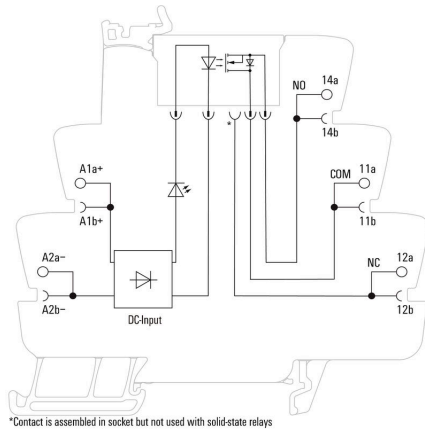 NO
14a
14b
A1a+
COM
11a
A1b+
11b
A2a−
NC
12a
A2b−
12b
DC-Input
*
*Contact is assembled in socket but not used with solid-state relays